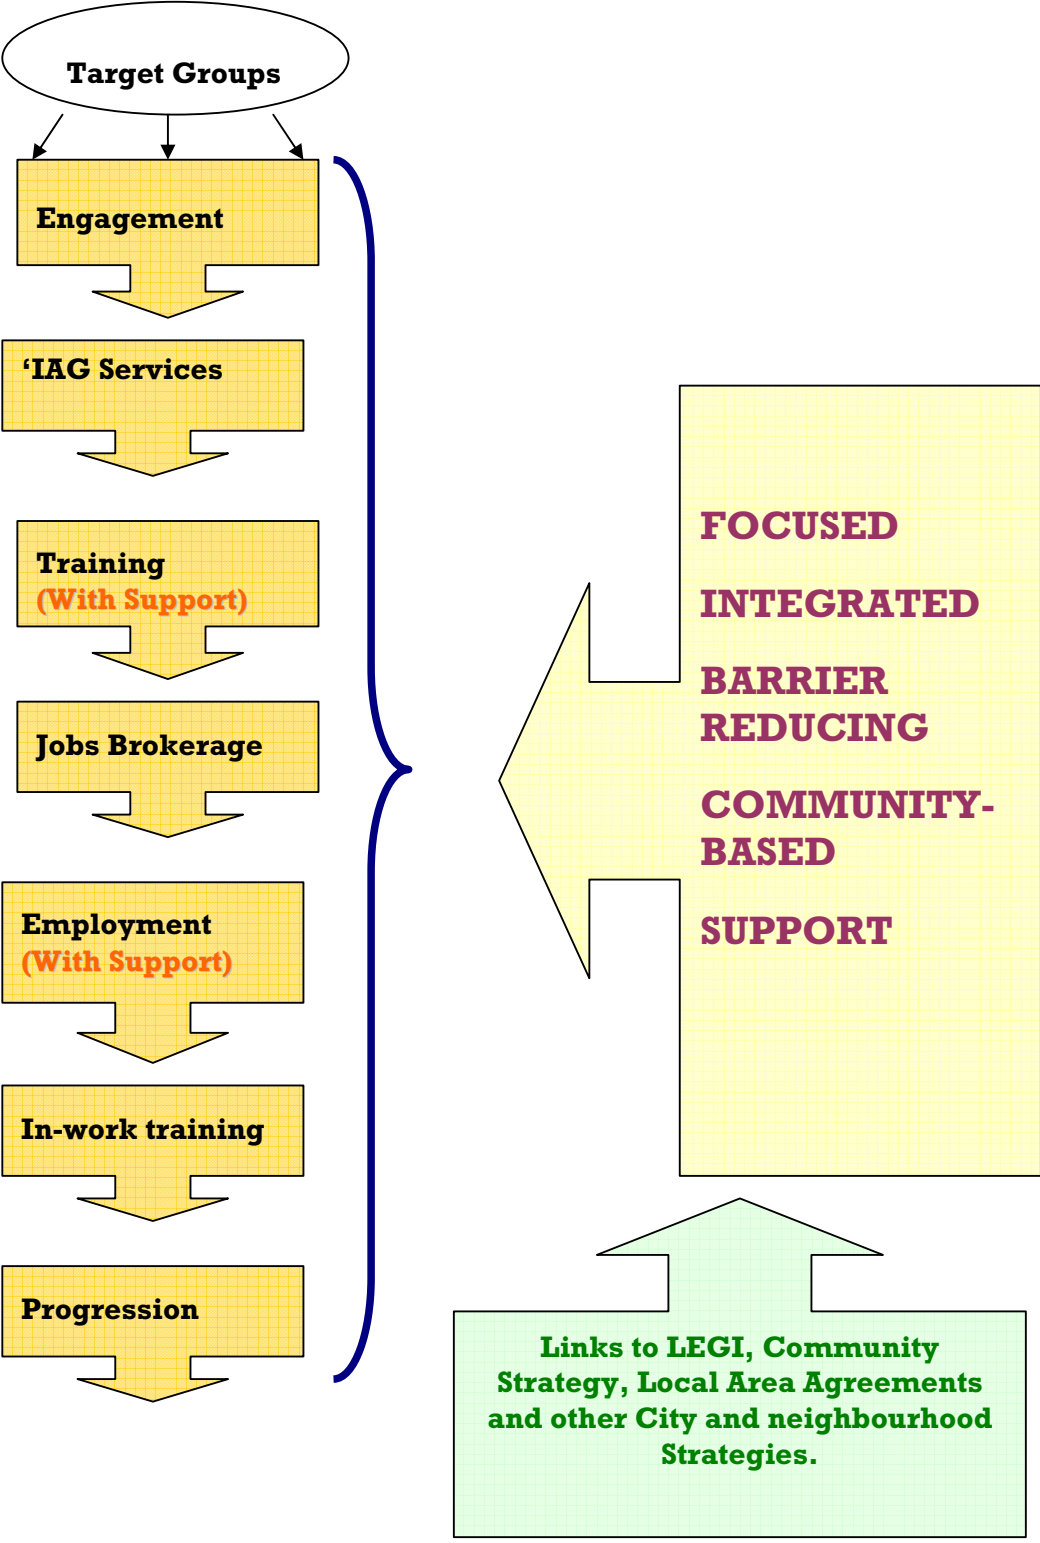 Target Groups
Engagement
‘IAG Services
Training
(With Support)
Jobs Brokerage
Employment
(With Support)
In-work training
Progression
FOCUSED
INTEGRATED
BARRIER
REDUCING
COMMUNITY-
BASED
SUPPORT
Links to LEGI, Community
Strategy, Local Area Agreements
and other City and neighbourhood
Strategies.